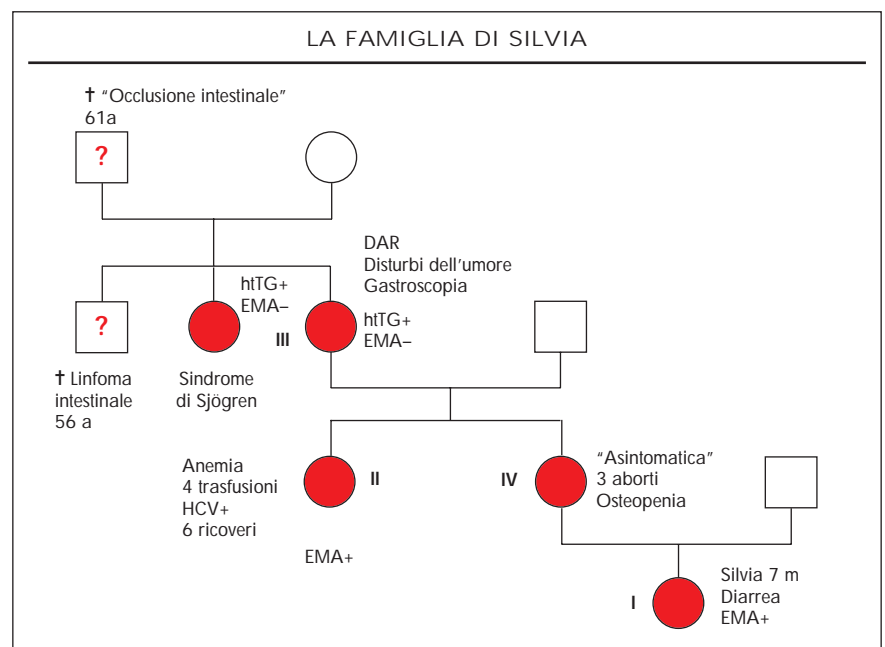 LA FAMIGLIA DI SILVIA
† “Occlusione intestinale”
61a
?
DAR
Disturbi dell'umore
Gastroscopia
htTG+
EMA–
?
III
htTG+
EMA–
† Linfoma
intestinale
56 a
Sindrome
di Sjögren
Anemia
4 trasfusioni
HCV+
6 ricoveri
EMA+
II
IV
“Asintomatica”
3 aborti
Osteopenia
I
Silvia 7 m
Diarrea
EMA+